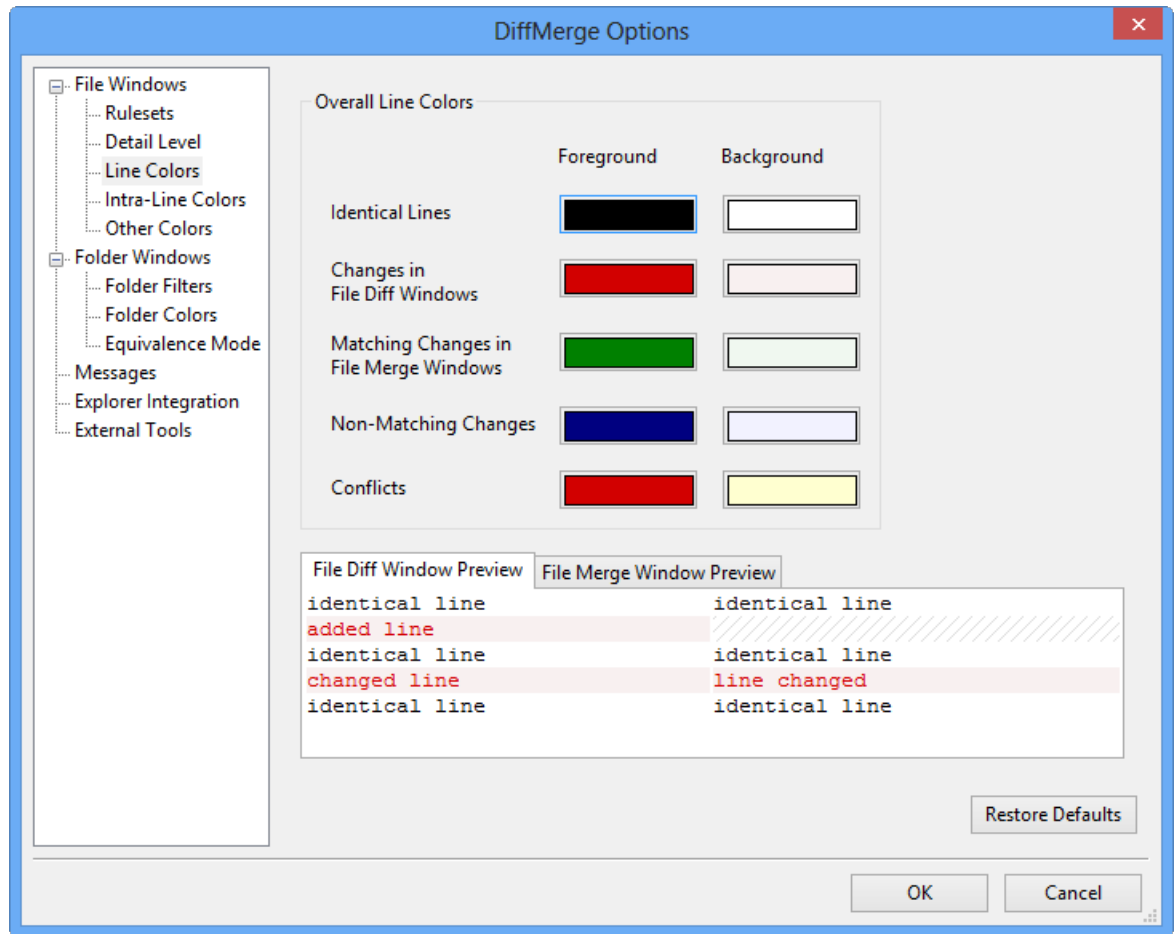 DiffMerge Options
File Windows
Rulesets
Detail Level
Line Colors
Intra-Line Colors
Other Colors
Folder Windows
Folder Filters
Folder Colors
Equivalence Mode
Messages
Explorer Integration
External Tools
Overall Line Colors
Foreground Background
Identical Lines
Changes in
File Diff Windows
Matching Changes in
File Merge Windows
Non-Matching Changes
Conflicts
File Diff Window Preview File Merge Window Preview
identical line identical line
added line
identical line identical line
changed line line changed
identical line identical line
Restore Defaults
OK Cancel